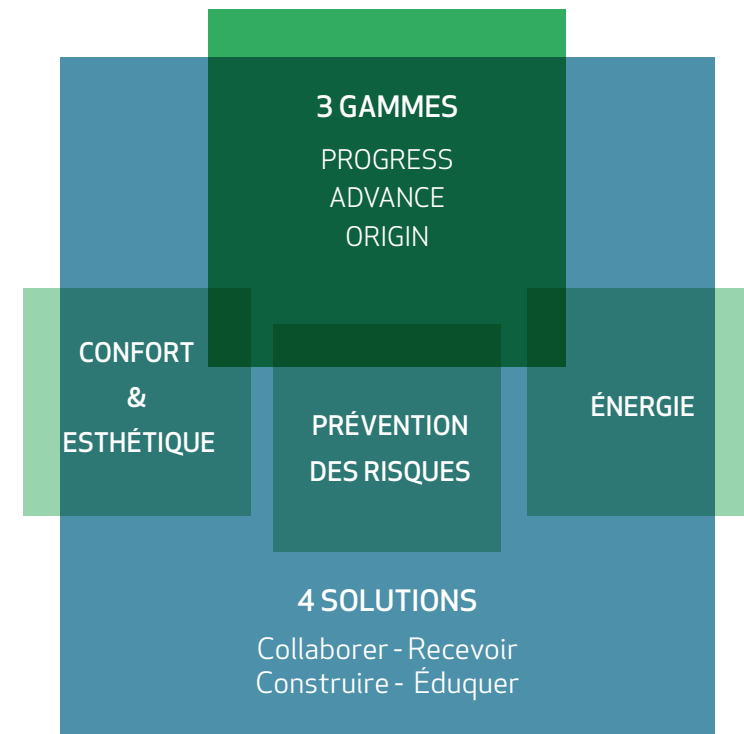 3 GAMMES
PROGRESS
ADVANCE
ORIGIN
CONFORT
&
ESTHÉTIQUE
PRÉVENTION
DES RISQUES
ÉNERGIE
4 SOLUTIONS
Collaborer - Recevoir
Construire - Éduquer